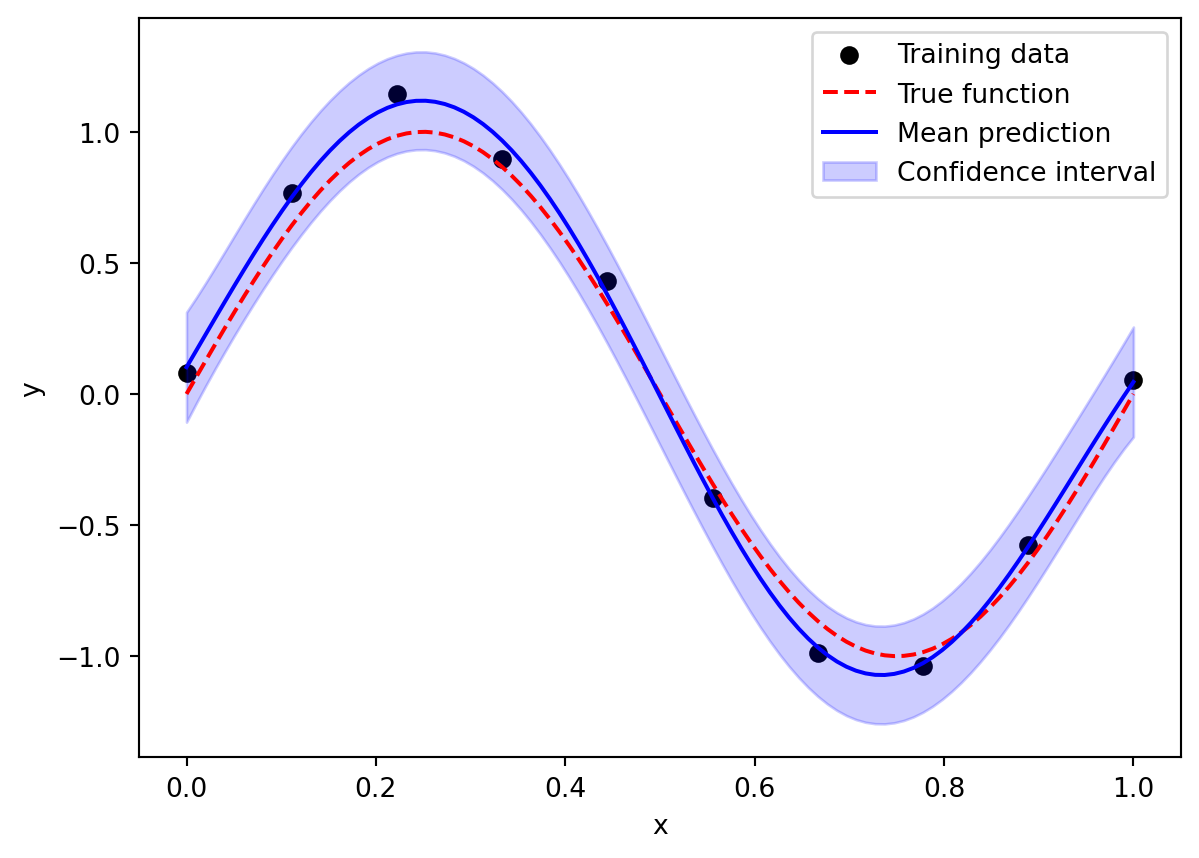 Training data
True function
Mean prediction
Confidence interval
1.0
0.5
0.0
−0.5
−1.0
y
0.0 0.2 0.4 0.6 0.8 1.0
x